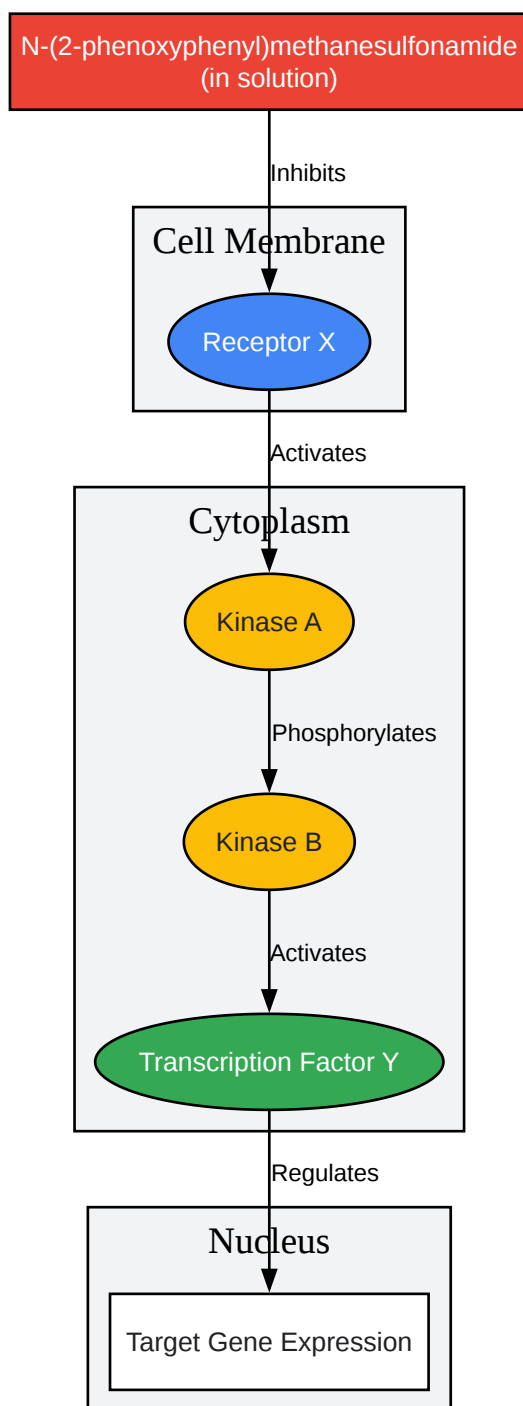 N-(2-phenoxyphenyl)methanesulfonamide
(in solution)
Inhibits
Cell Membrane
Receptor X
Activates
Cytoplasm
Kinase A
Phosphorylates
Kinase B
Activates
Transcription Factor Y
Regulates
Nucleus
Target Gene Expression